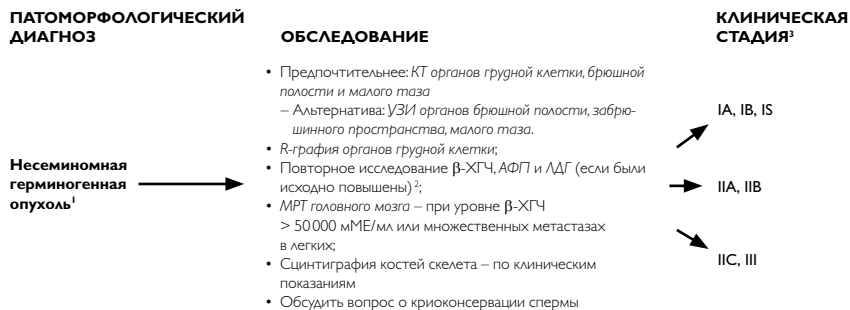 ПАТОМОРФОЛОГИЧЕСКИЙ ДИАГНОЗ
ОБСЛЕДОВАНИЕ
КЛИНИЧЕСКАЯ СТАДИЯ³
Несеминомная
герминогенная
опухоль¹
• Предпочтительнее: КТ органов грудной клетки, брюшной
полости и малого таза
– Альтернатива: УЗИ органов брюшной полости, забрю-
шинного пространства, малого таза.
• R-графия органов грудной клетки;
• Повторное исследование β-ХГЧ, АФП и ЛДГ (если были
исходно повышены)²;
• МРТ головного мозга – при уровне β-ХГЧ
> 50 000 мМЕ/мл или множественных метастазах
в легких;
• Сцинтиграфия костей скелета – по клиническим
показаниям
• Обсудить вопрос о криоконсервации спермы
IA, IB, IS
IIA, IIB
IIC, III